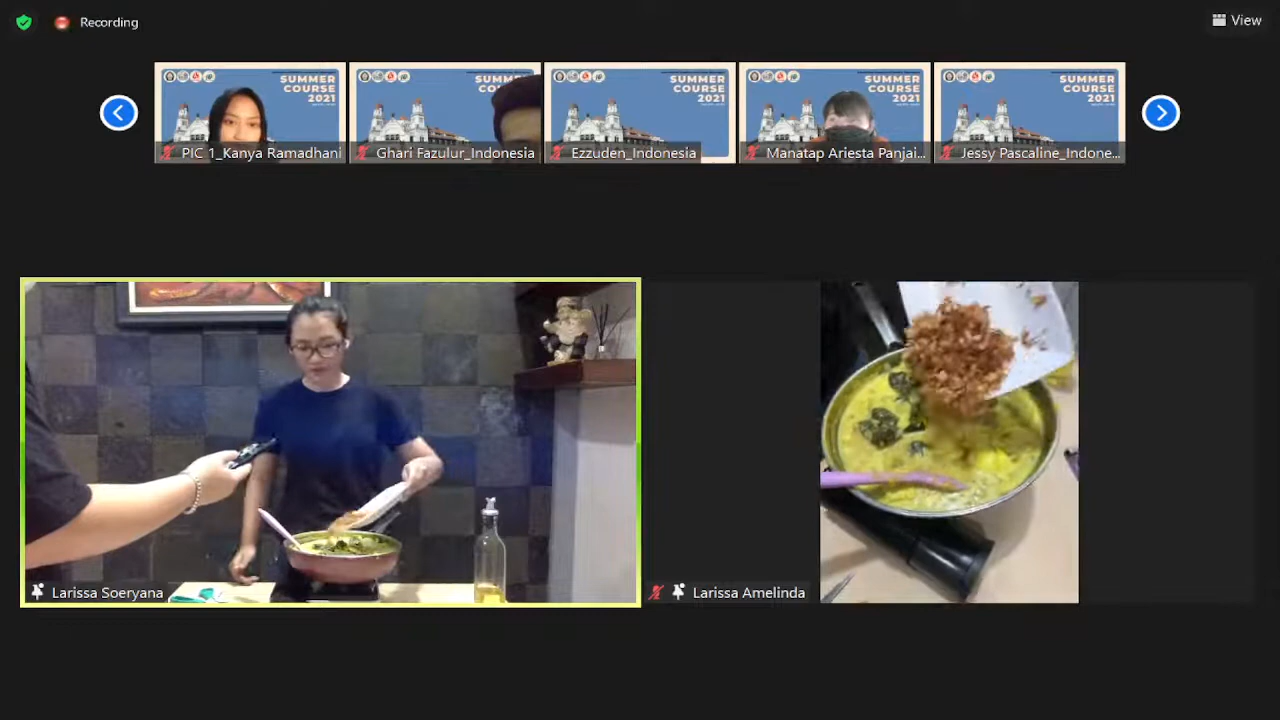 Recording
View
SUMMER
COURSE
2021
PIC 1_Kanya Ramadhani
SUMM
COURSE
2021
Ghari Fazulur_Indonesia
SUMMER
COURSE
2021
Ezzuden_Indonesia
SUMMER
COURSE
2021
Manatap Ariesta Panjai...
SUMMER
COURSE
2021
Jessy Pascaline_Indone...
Larissa Soeryana
Larissa Amelinda